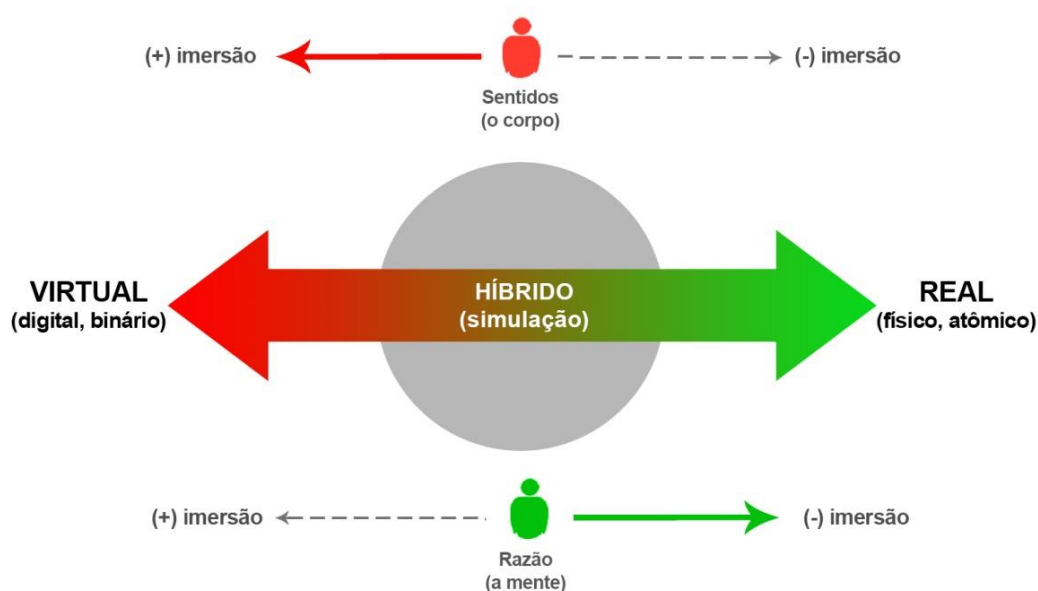 (+) imersão
(-) imersão
Sentidos
(o corpo)
VIRTUAL
(digital, binário)
HÍBRIDO
(simulação)
REAL
(físico, atômico)
(+) imersão
(-) imersão
Razão
(a mente)